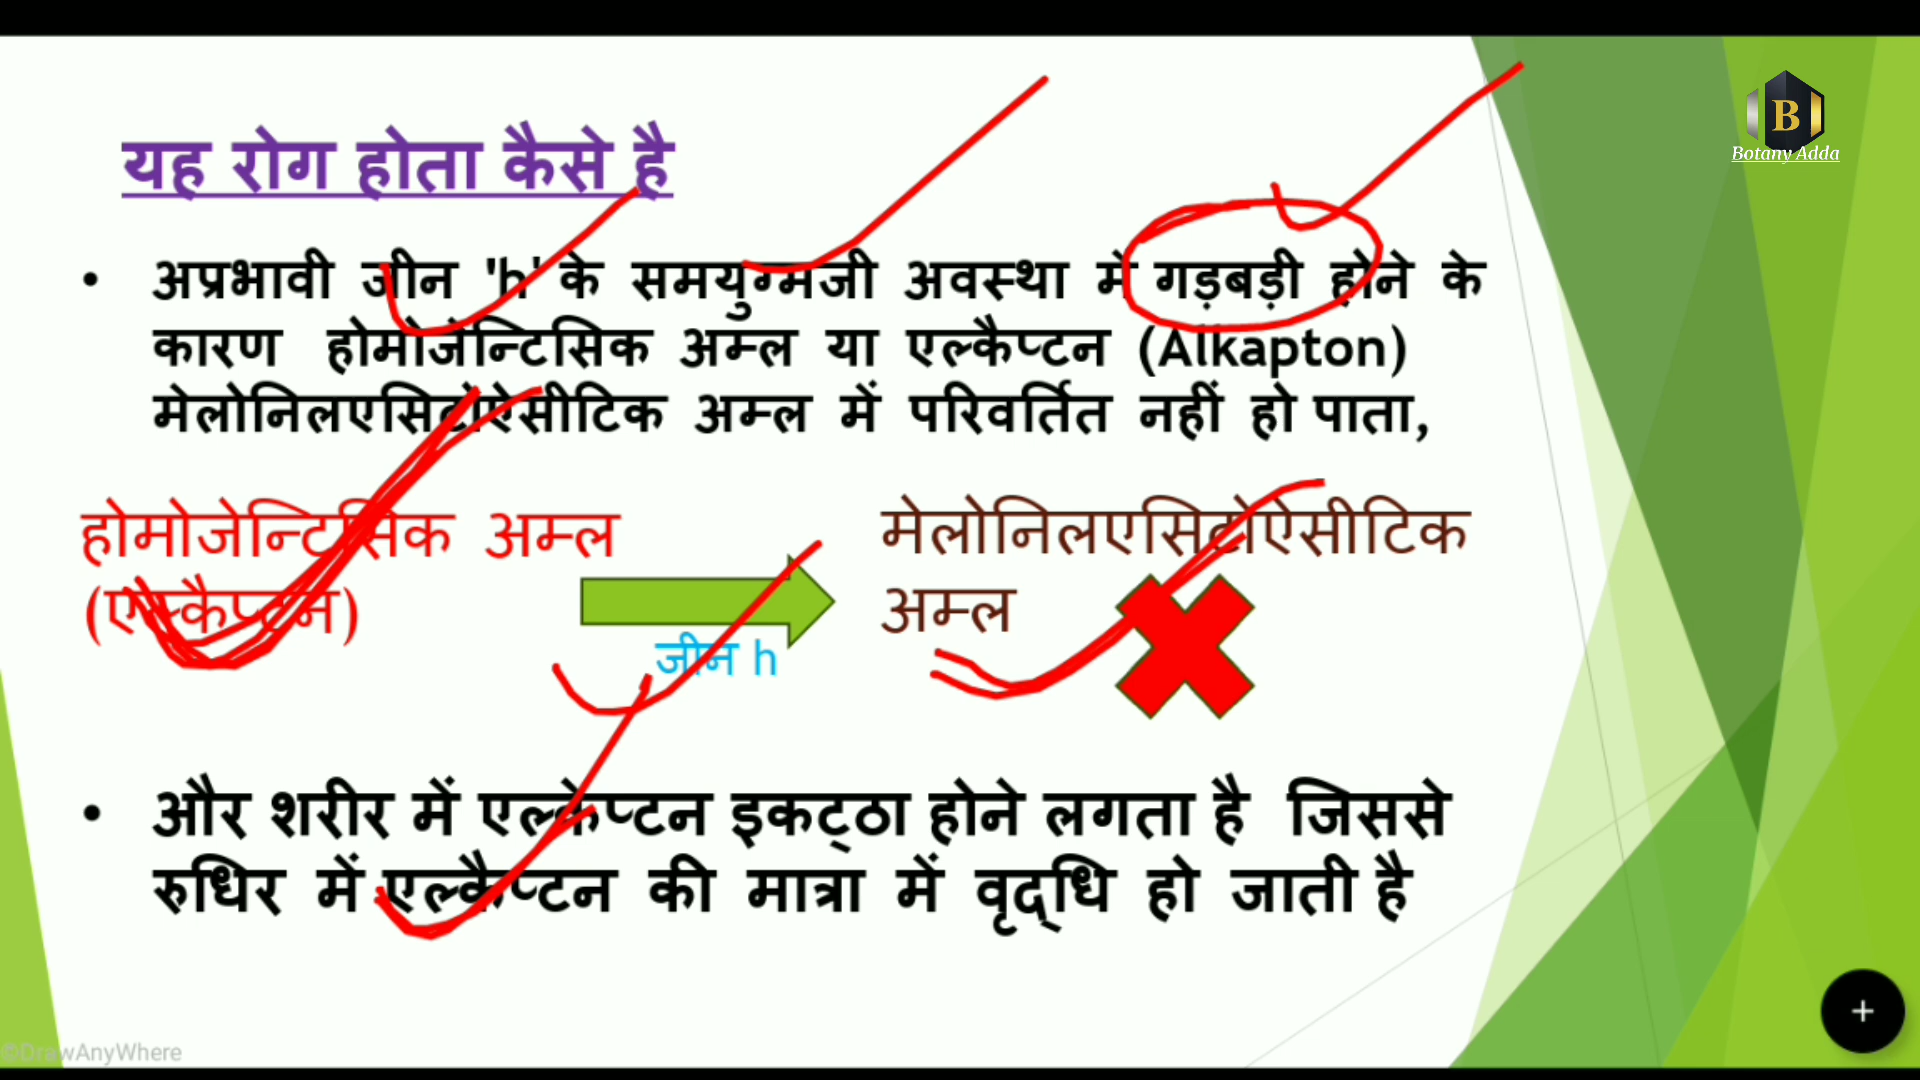 B
Botany Adda
यह रोग होता कैसे है
• अप्रभावी जीन 'h' के समयुग्मजी अवस्था में गड़बड़ी होने के
कारण होमोजेन्टिसिक अम्ल या एल्कैप्टन (Alkapton)
मेलोनिलएसिटोऐसीटिक अम्ल में परिवर्तित नहीं हो पाता,
होमोजेन्टिसिक अम्ल
(एल्कैप्टन)
जीन h
मेलोनिलएसिटोऐसीटिक
अम्ल
• और शरीर में एल्केप्टन इकट्ठा होने लगता है जिससे
रुधिर में एल्कैप्टन की मात्रा में वृद्धि हो जाती है
©DrawAnyWhere
+